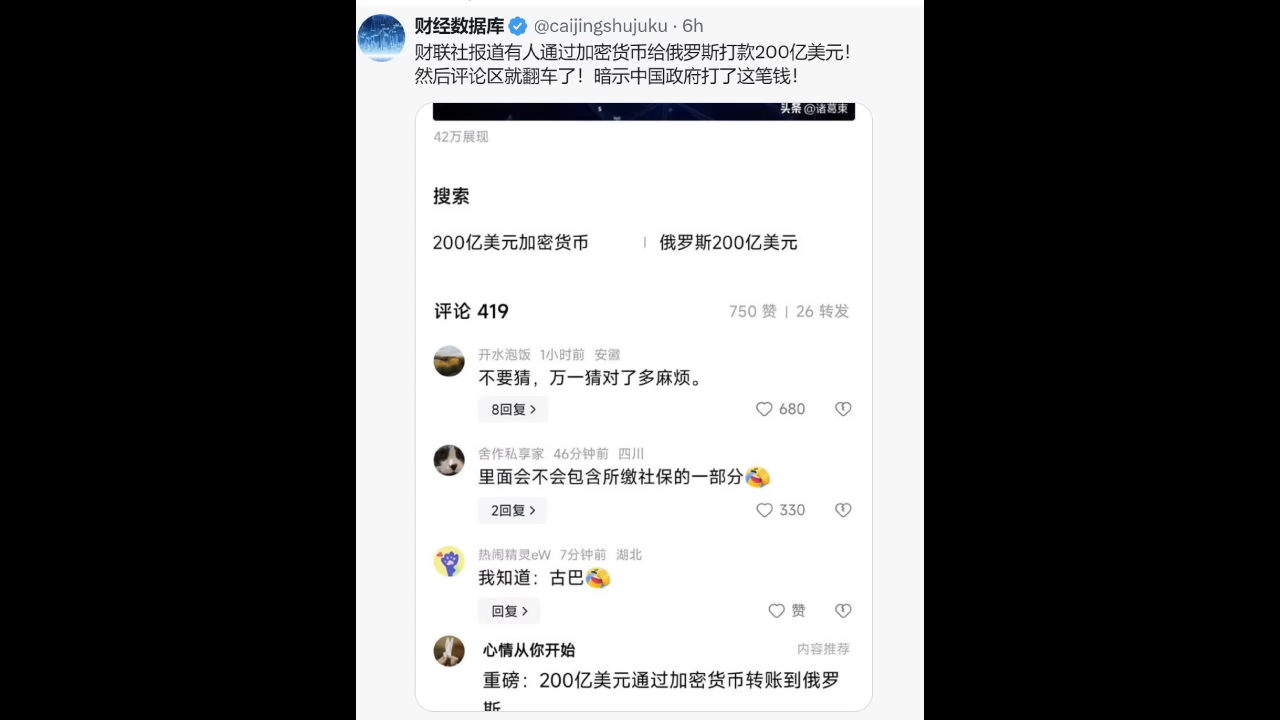 财经数据库 @caijingshujuku · 6h
财联社报道有人通过加密货币给俄罗斯打款200亿美元！
然后评论区就翻车了！暗示中国政府打了这笔钱！
头条 @诸葛束
42万展现
搜索
200亿美元加密货币 | 俄罗斯200亿美元
评论 419 750 赞 | 26 转发
开水泡饭 1小时前 安徽
不要猜，万一猜对了多麻烦。
8回复 >
680
舍作私享家 46分钟前 四川
里面会不会包含所缴社保的一部分
2回复 >
330
热闹精灵eW 7分钟前 湖北
我知道：古巴
回复 >
赞
心情从你开始 内容推荐
重磅：200亿美元通过加密货币转账到俄罗
斯